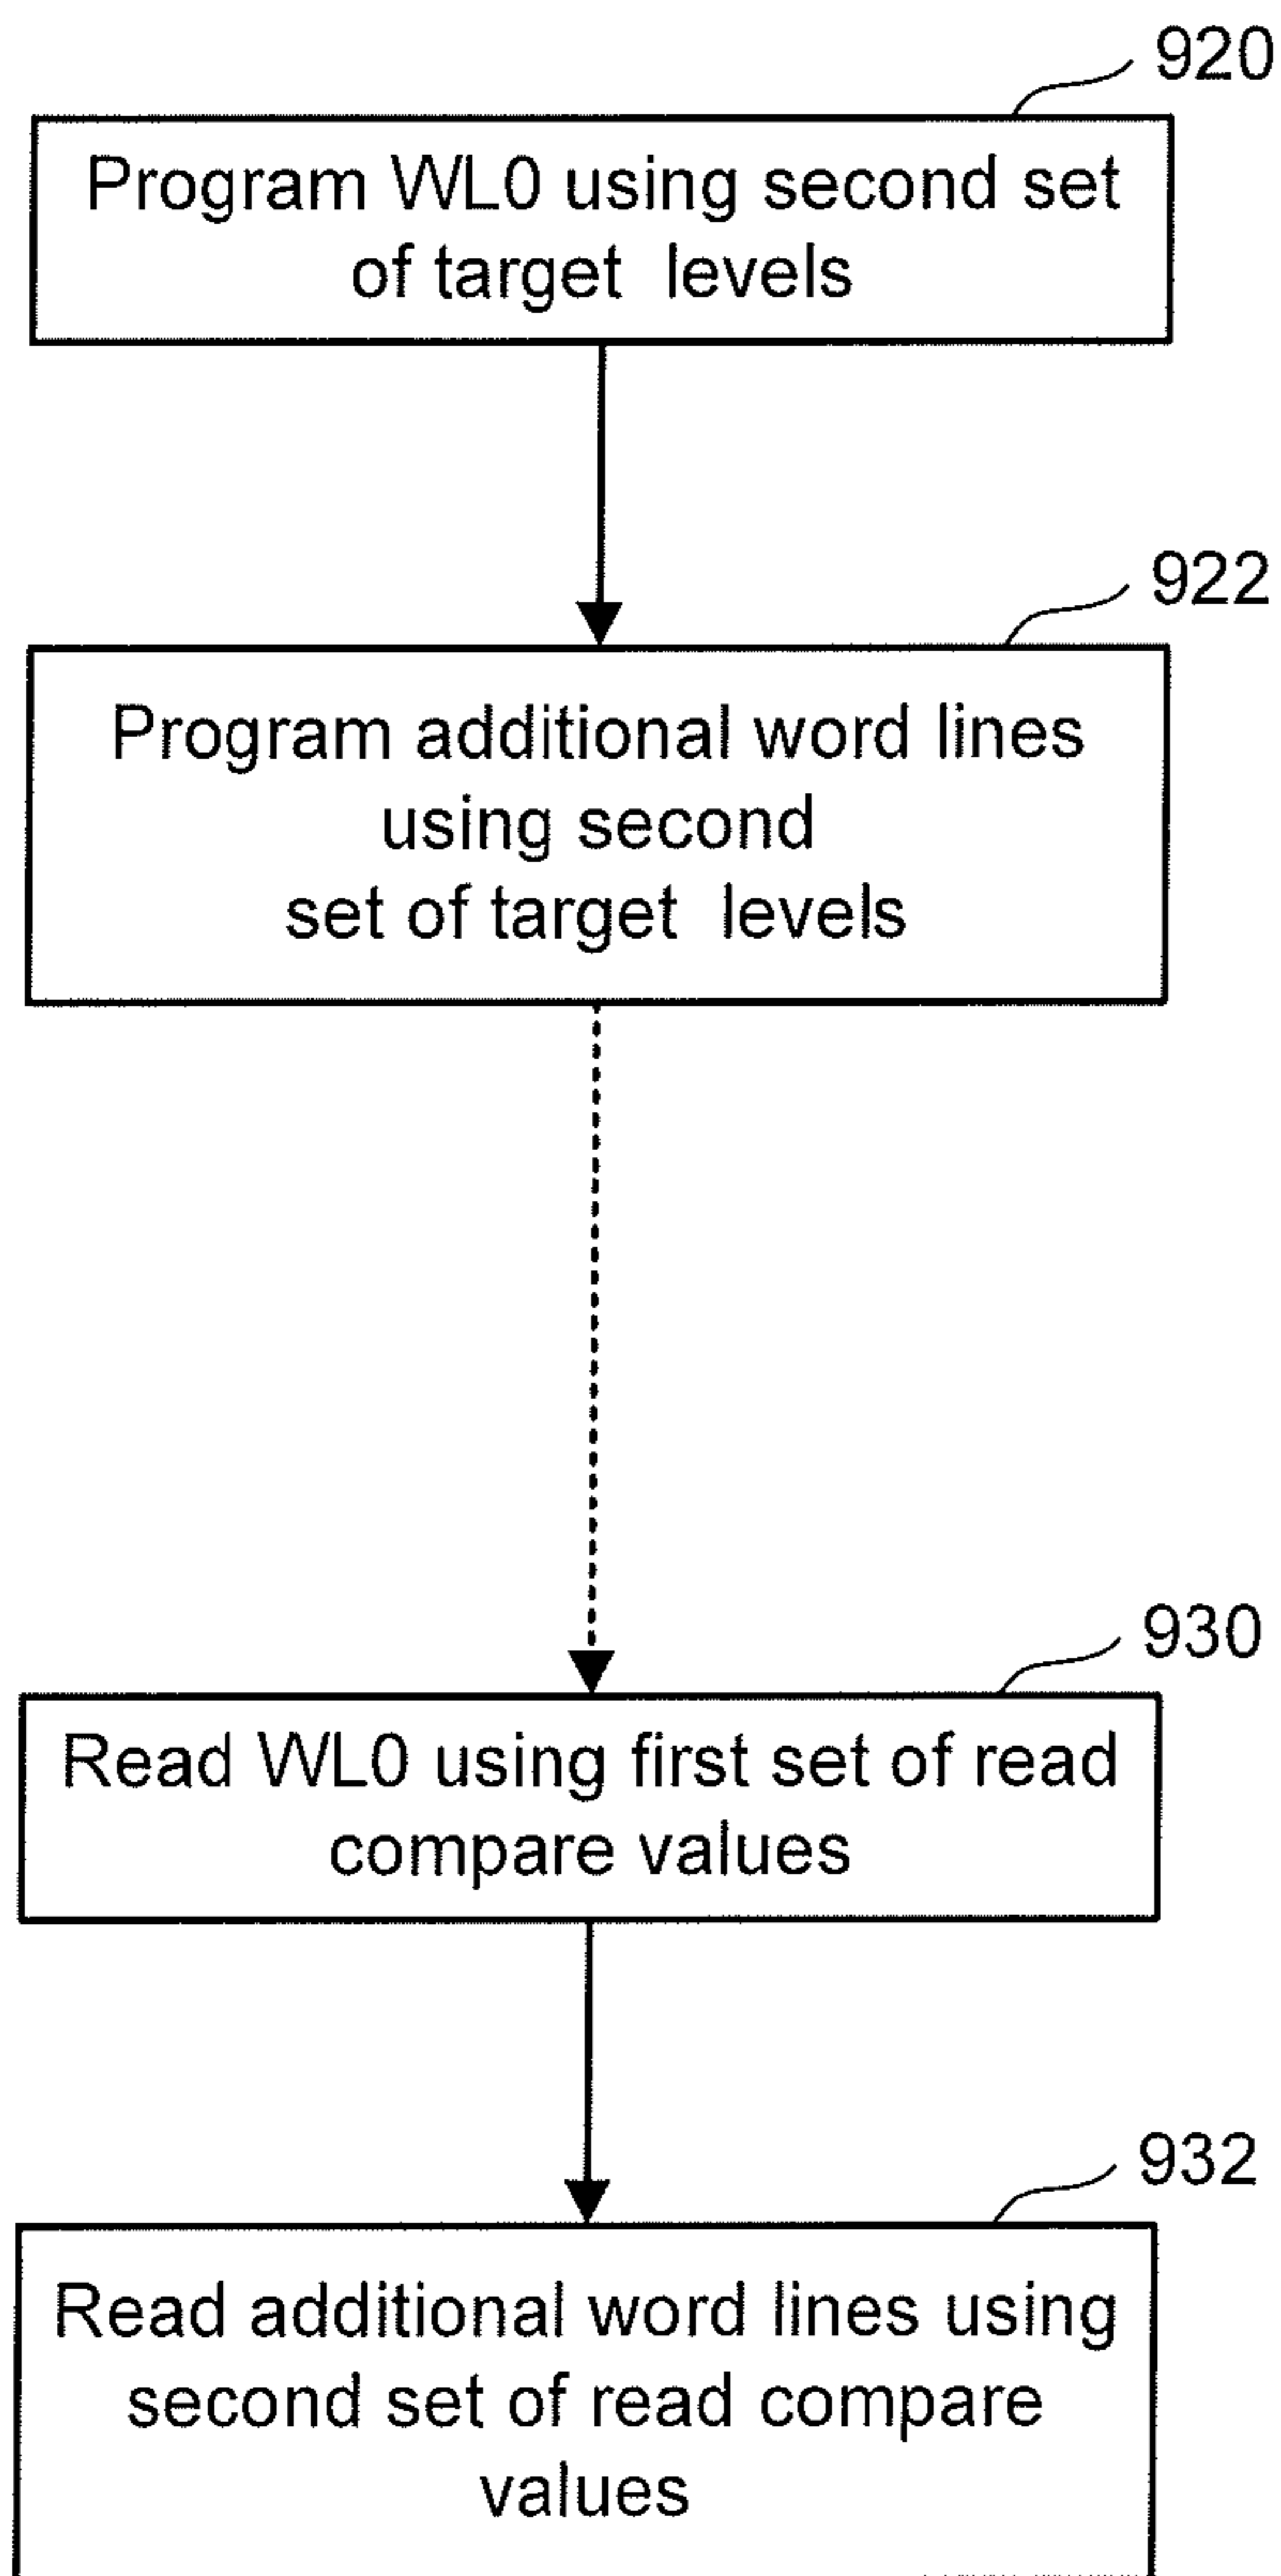 920
Program WL0 using second set
of target levels
922
Program additional word lines
using second
set of target levels
930
Read WL0 using first set of read
compare values
932
Read additional word lines using
second set of read compare
values